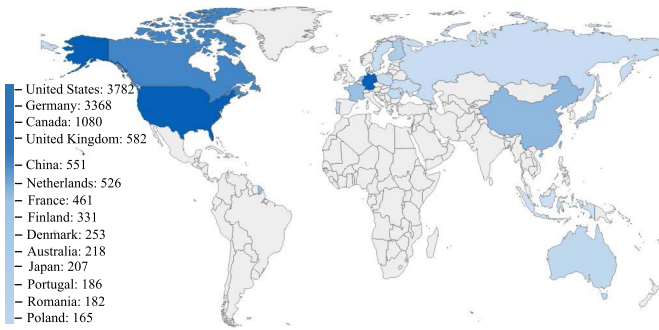 United States: 3782
Germany: 3368
Canada: 1080
United Kingdom: 582
China: 551
Netherlands: 526
France: 461
Finland: 331
Denmark: 253
Australia: 218
Japan: 207
Portugal: 186
Romania: 182
Poland: 165